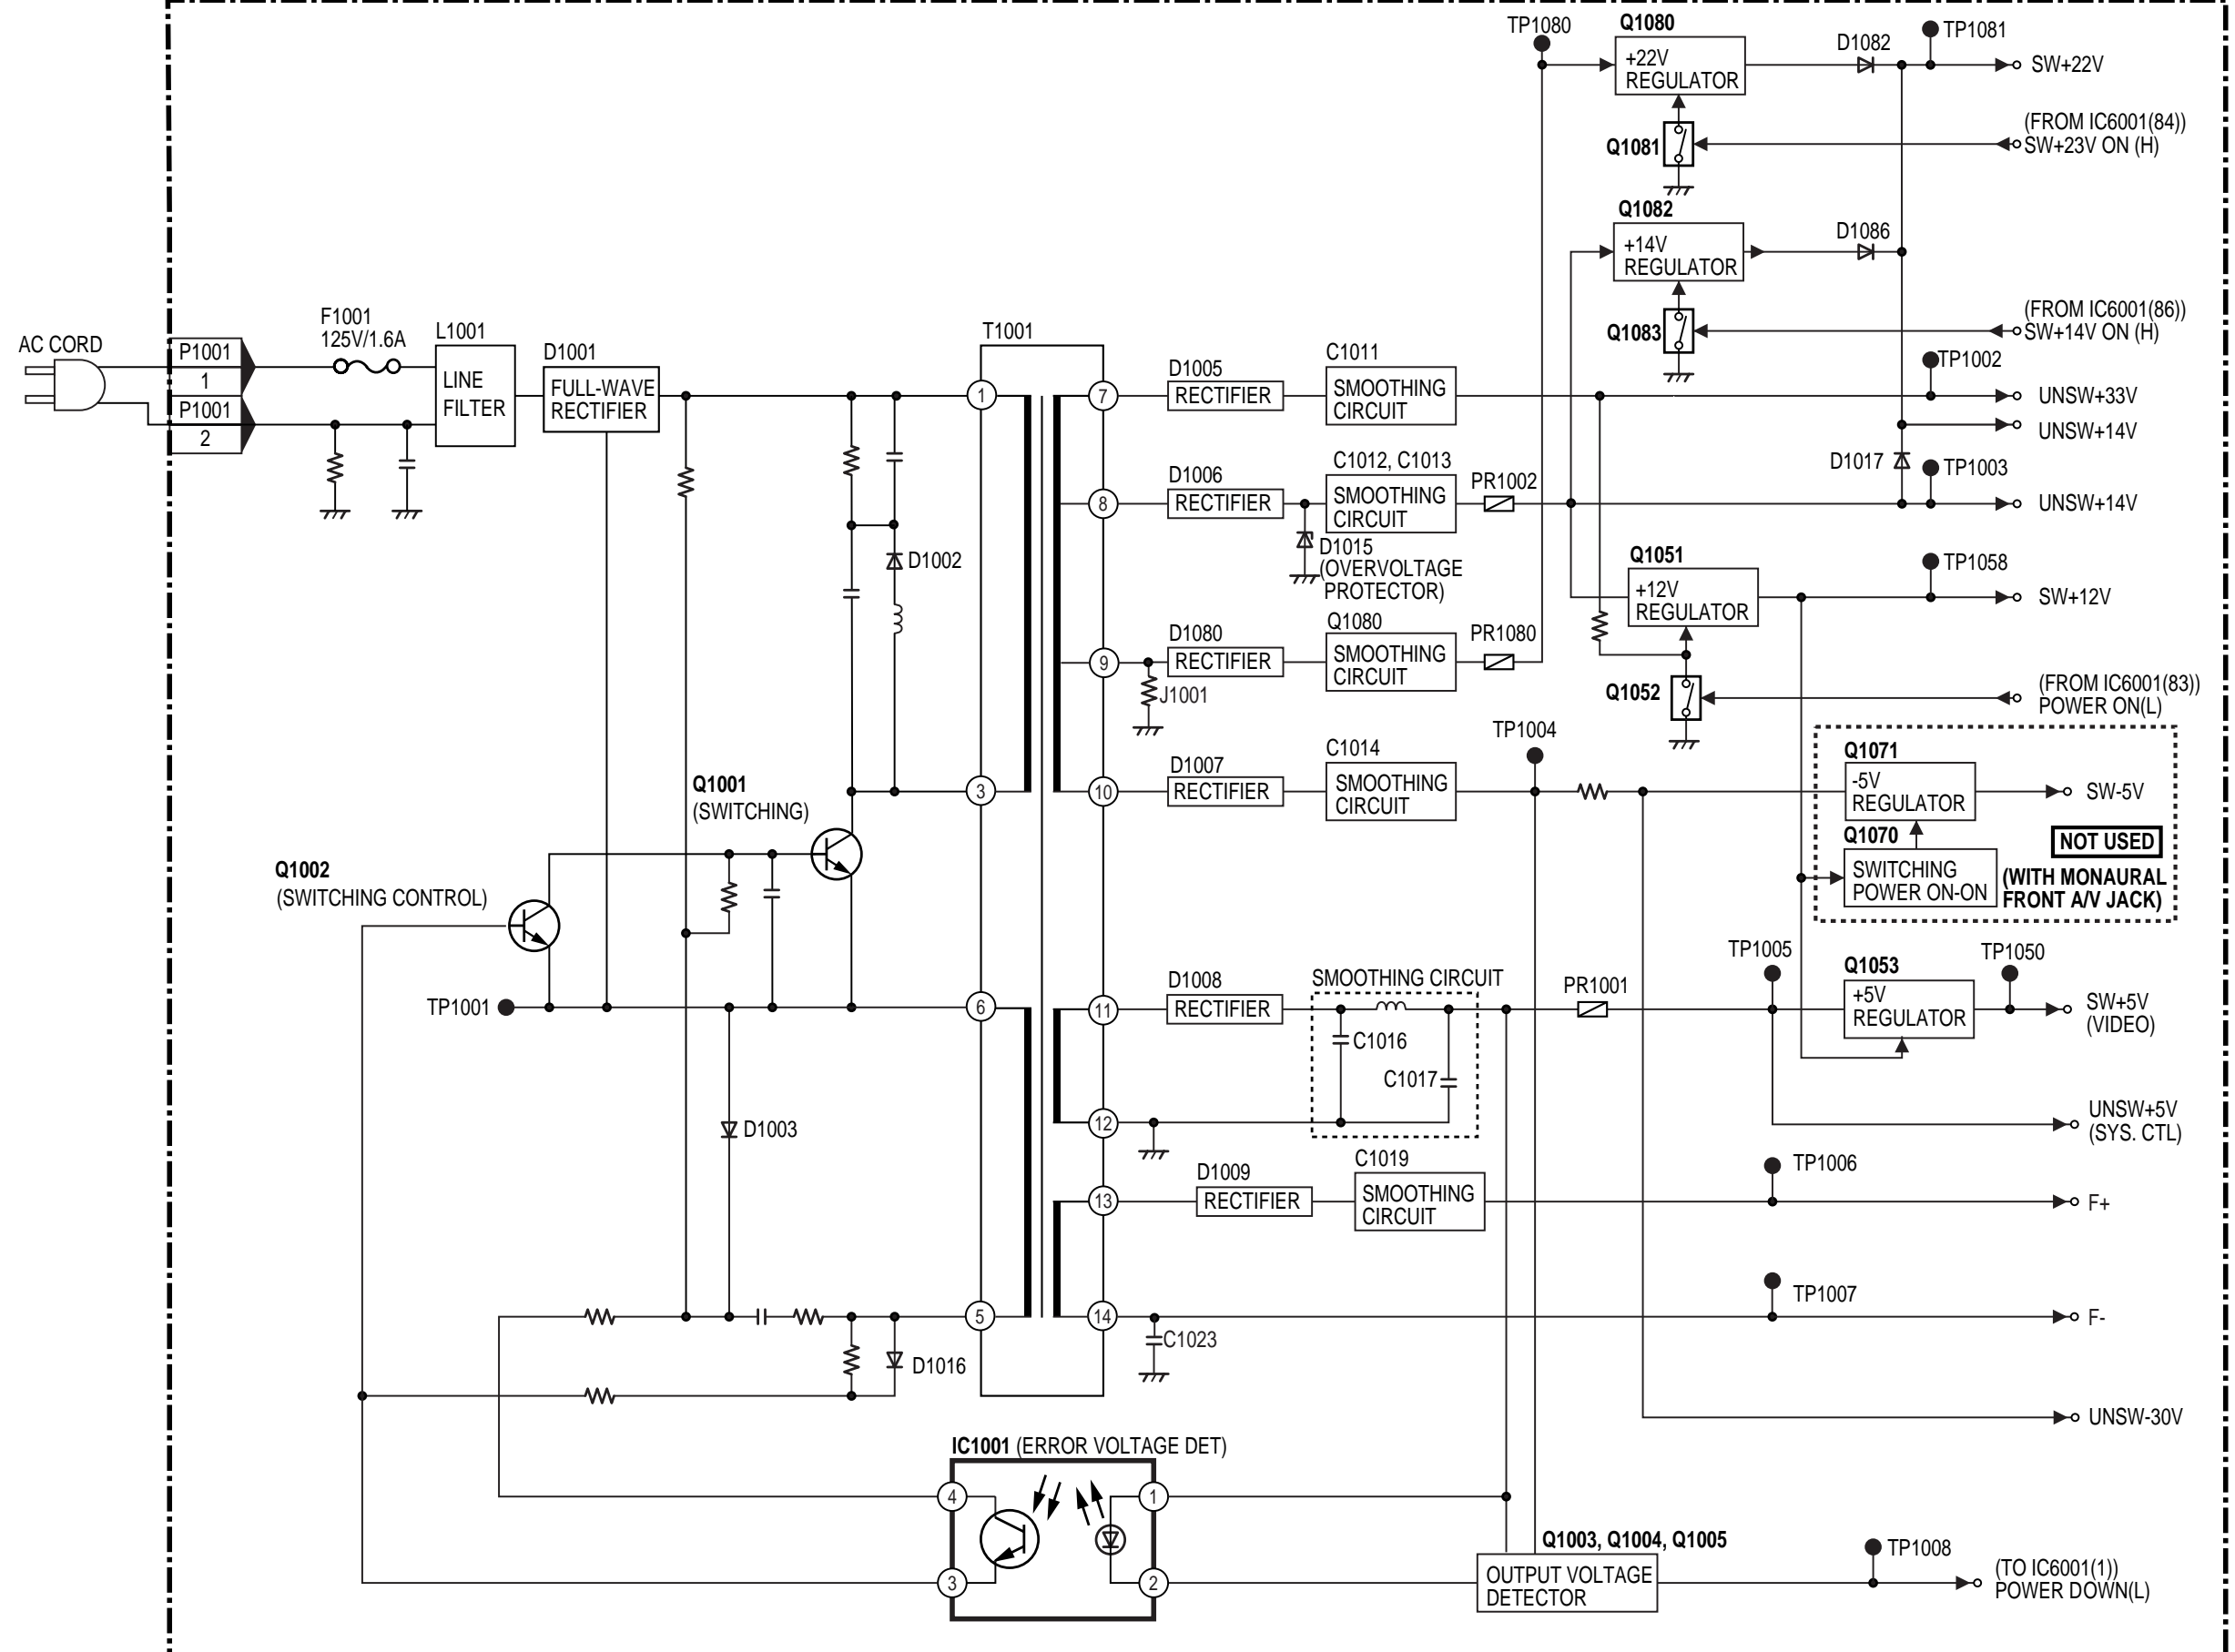 TP1080
Q1080
+22V
REGULATOR
D1082
TP1081
SW+22V
Q1081
(FROM IC6001(84))
SW+23V ON (H)
Q1082
+14V
REGULATOR
D1086
Q1083
(FROM IC6001(86))
SW+14V ON (H)
AC CORD
P1001
1
P1001
2
F1001
125V/1.6A
L1001
LINE
FILTER
D1001
FULL-WAVE
RECTIFIER
T1001
1
7
D1005
RECTIFIER
C1011
SMOOTHING
CIRCUIT
TP1002
UNSW+33V
UNSW+14V
8
D1006
RECTIFIER
C1012, C1013
SMOOTHING
CIRCUIT
PR1002
D1017
TP1003
UNSW+14V
D1002
D1015
(OVERVOLTAGE
PROTECTOR)
Q1051
+12V
REGULATOR
TP1058
SW+12V
9
J1001
D1080
RECTIFIER
Q1080
SMOOTHING
CIRCUIT
PR1080
Q1052
(FROM IC6001(83))
POWER ON(L)
Q1001
(SWITCHING)
3
10
D1007
RECTIFIER
C1014
SMOOTHING
CIRCUIT
TP1004
Q1071
-5V
REGULATOR
SW-5V
Q1070
SWITCHING
POWER ON-ON
NOT USED
(WITH MONAURAL
FRONT A/V JACK)
Q1002
(SWITCHING CONTROL)
TP1001
6
11
D1008
RECTIFIER
SMOOTHING CIRCUIT
C1016
C1017
PR1001
TP1005
Q1053
+5V
REGULATOR
TP1050
SW+5V
(VIDEO)
12
D1003
UNSW+5V
(SYS. CTL)
13
D1009
RECTIFIER
C1019
SMOOTHING
CIRCUIT
TP1006
F+
5
14
C1023
TP1007
F-
D1016
UNSW-30V
IC1001 (ERROR VOLTAGE DET)
4
1
3
2
Q1003, Q1004, Q1005
OUTPUT VOLTAGE
DETECTOR
TP1008
(TO IC6001(1))
POWER DOWN(L)